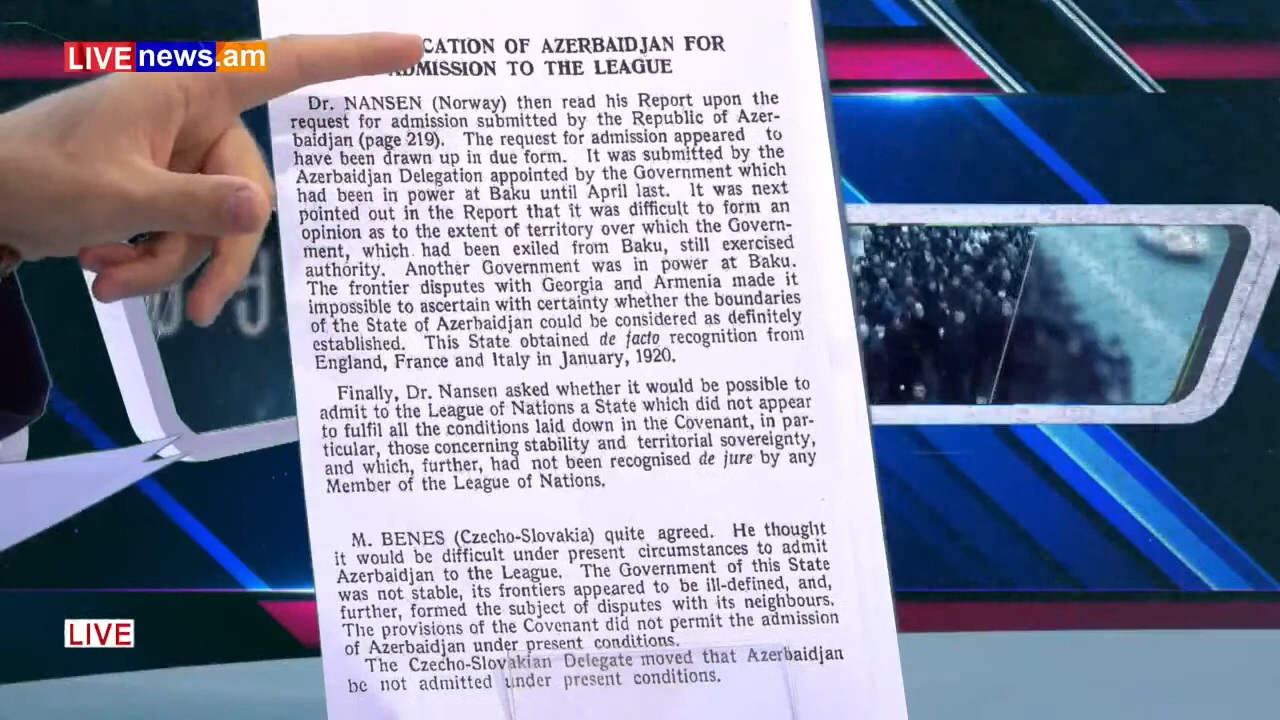 LIVEnews.am
CATION OF AZERBAIDJAN FOR
ADMISSION TO THE LEAGUE
Dr. NANSEN (Norway) then read his Report upon the
request for admission submitted by the Republic of Azer-
baidjan (page 219). The request for admission appeared to
have been drawn up in due form. It was submitted by the
Azerbaidjan Delegation appointed by the Government which
had been in power at Baku until April last. It was next
pointed out in the Report that it was difficult to form an
opinion as to the extent of territory over which the Govern-
ment, which had been exiled from Baku, still exercised
authority. Another Government was in power at Baku.
The frontier disputes with Georgia and Armenia made it
impossible to ascertain with certainty whether the boundaries
of the State of Azerbaidjan could be considered as definitely
established. This State obtained de facto recognition from
England, France and Italy in January, 1920.
Finally, Dr. Nansen asked whether it would be possible to
admit to the League of Nations a State which did not appear
to fulfil all the conditions laid down in the Covenant, in par-
ticular, those concerning stability and territorial sovereignty,
and which, further, had not been recognised de jure by any
Member of the League of Nations.
M. BENES (Czecho-Slovakia) quite agreed. He thought
it would be difficult under present circumstances to admit
Azerbaidjan to the League. The Government of this State
was not stable, its frontiers appeared to be ill-defined, and,
further, formed the subject of disputes with its neighbours.
The provisions of the Covenant did not permit the admission
of Azerbaidjan under present conditions.
The Czecho-Slovakian Delegate moved that Azerbaidjan
be not admitted under present conditions.
LIVE